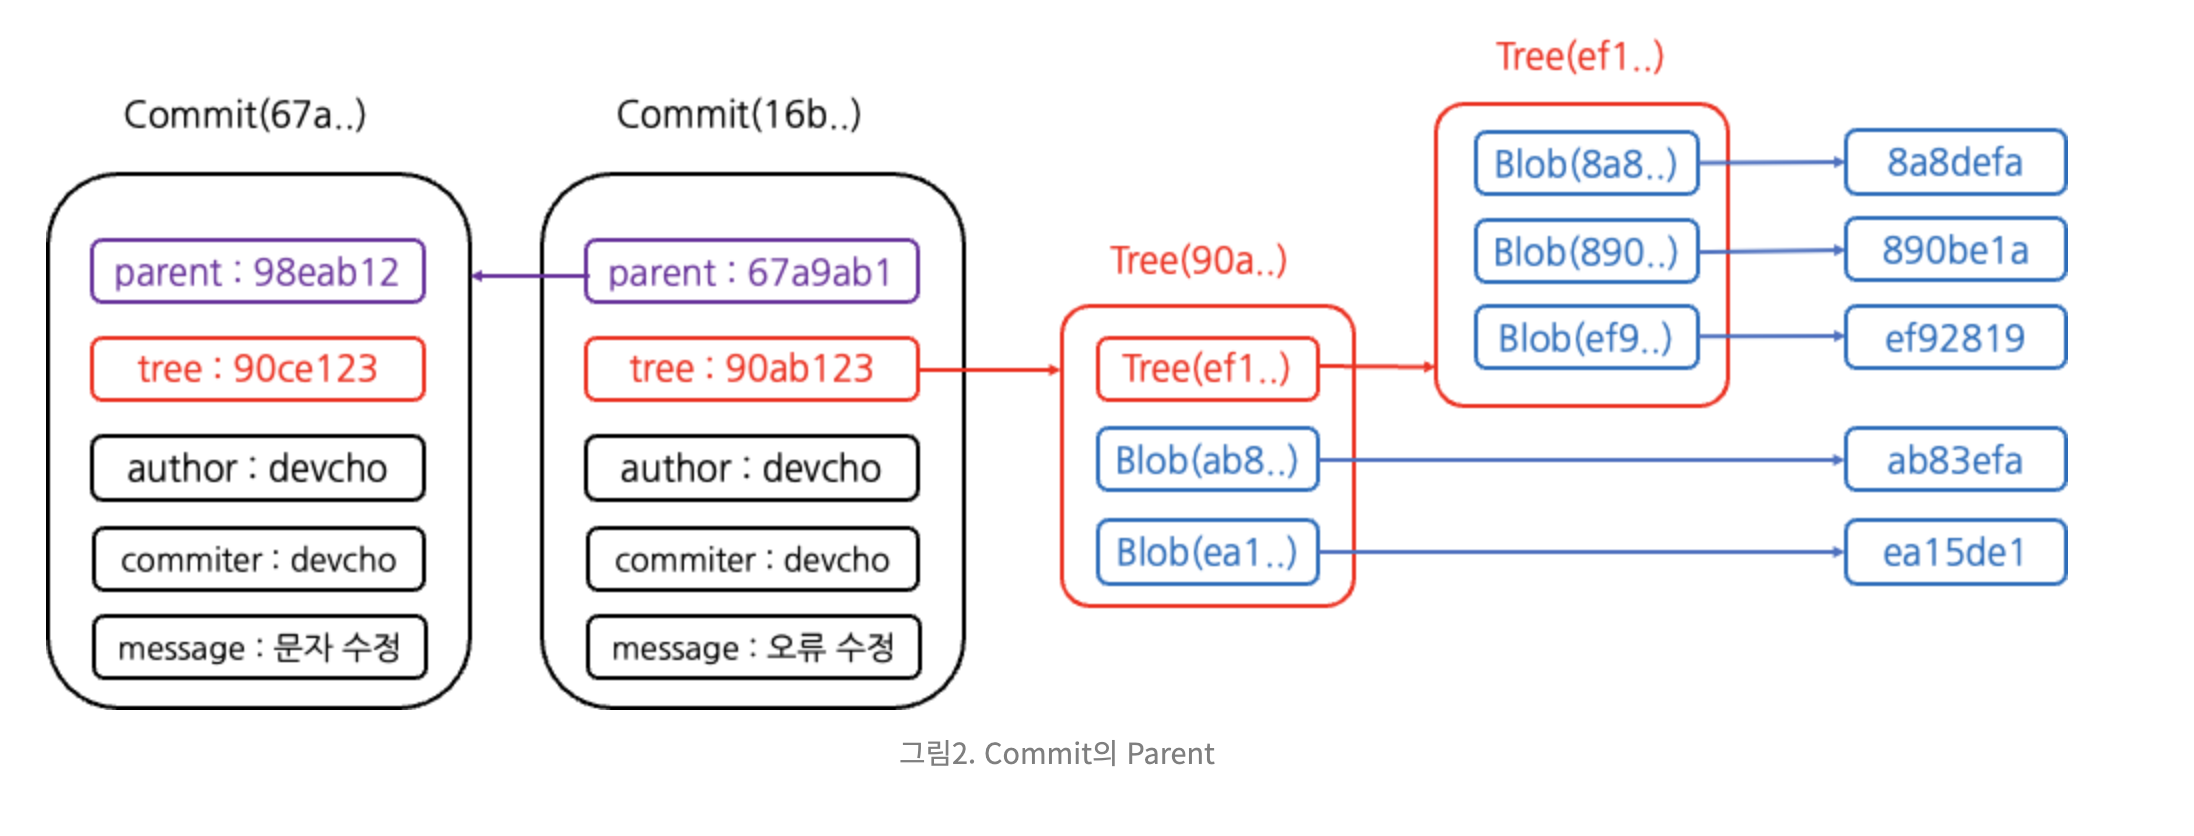 Commit(67a..)
parent : 98eab12
tree : 90ce123
author : devcho
commiter : devcho
message : 문자 수정
Commit(16b..)
parent : 67a9ab1
tree : 90ab123
author : devcho
commiter : devcho
message : 오류 수정
Tree(90a..)
Tree(ef1..)
Blob(ab8..)
Blob(ea1..)
Tree(ef1..)
Blob(8a8..)
Blob(890..)
Blob(ef9..)
8a8defa
890be1a
ef92819
ab83efa
ea15de1
그림2. Commit의 Parent